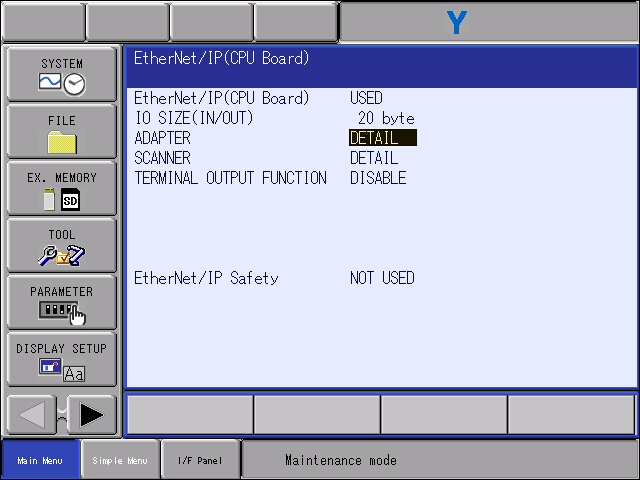 Y
SYSTEM
FILE
EX. MEMORY
SD
TOOL
PARAMETER
DISPLAY SETUP
Aa
EtherNet/IP(CPU Board)
EtherNet/IP(CPU Board) USED
IO SIZE(IN/OUT) 20 byte
ADAPTER DETAIL
SCANNER DETAIL
TERMINAL OUTPUT FUNCTION DISABLE
EtherNet/IP Safety NOT USED
Main Menu
Simple Menu
I/F Panel
Maintenance mode